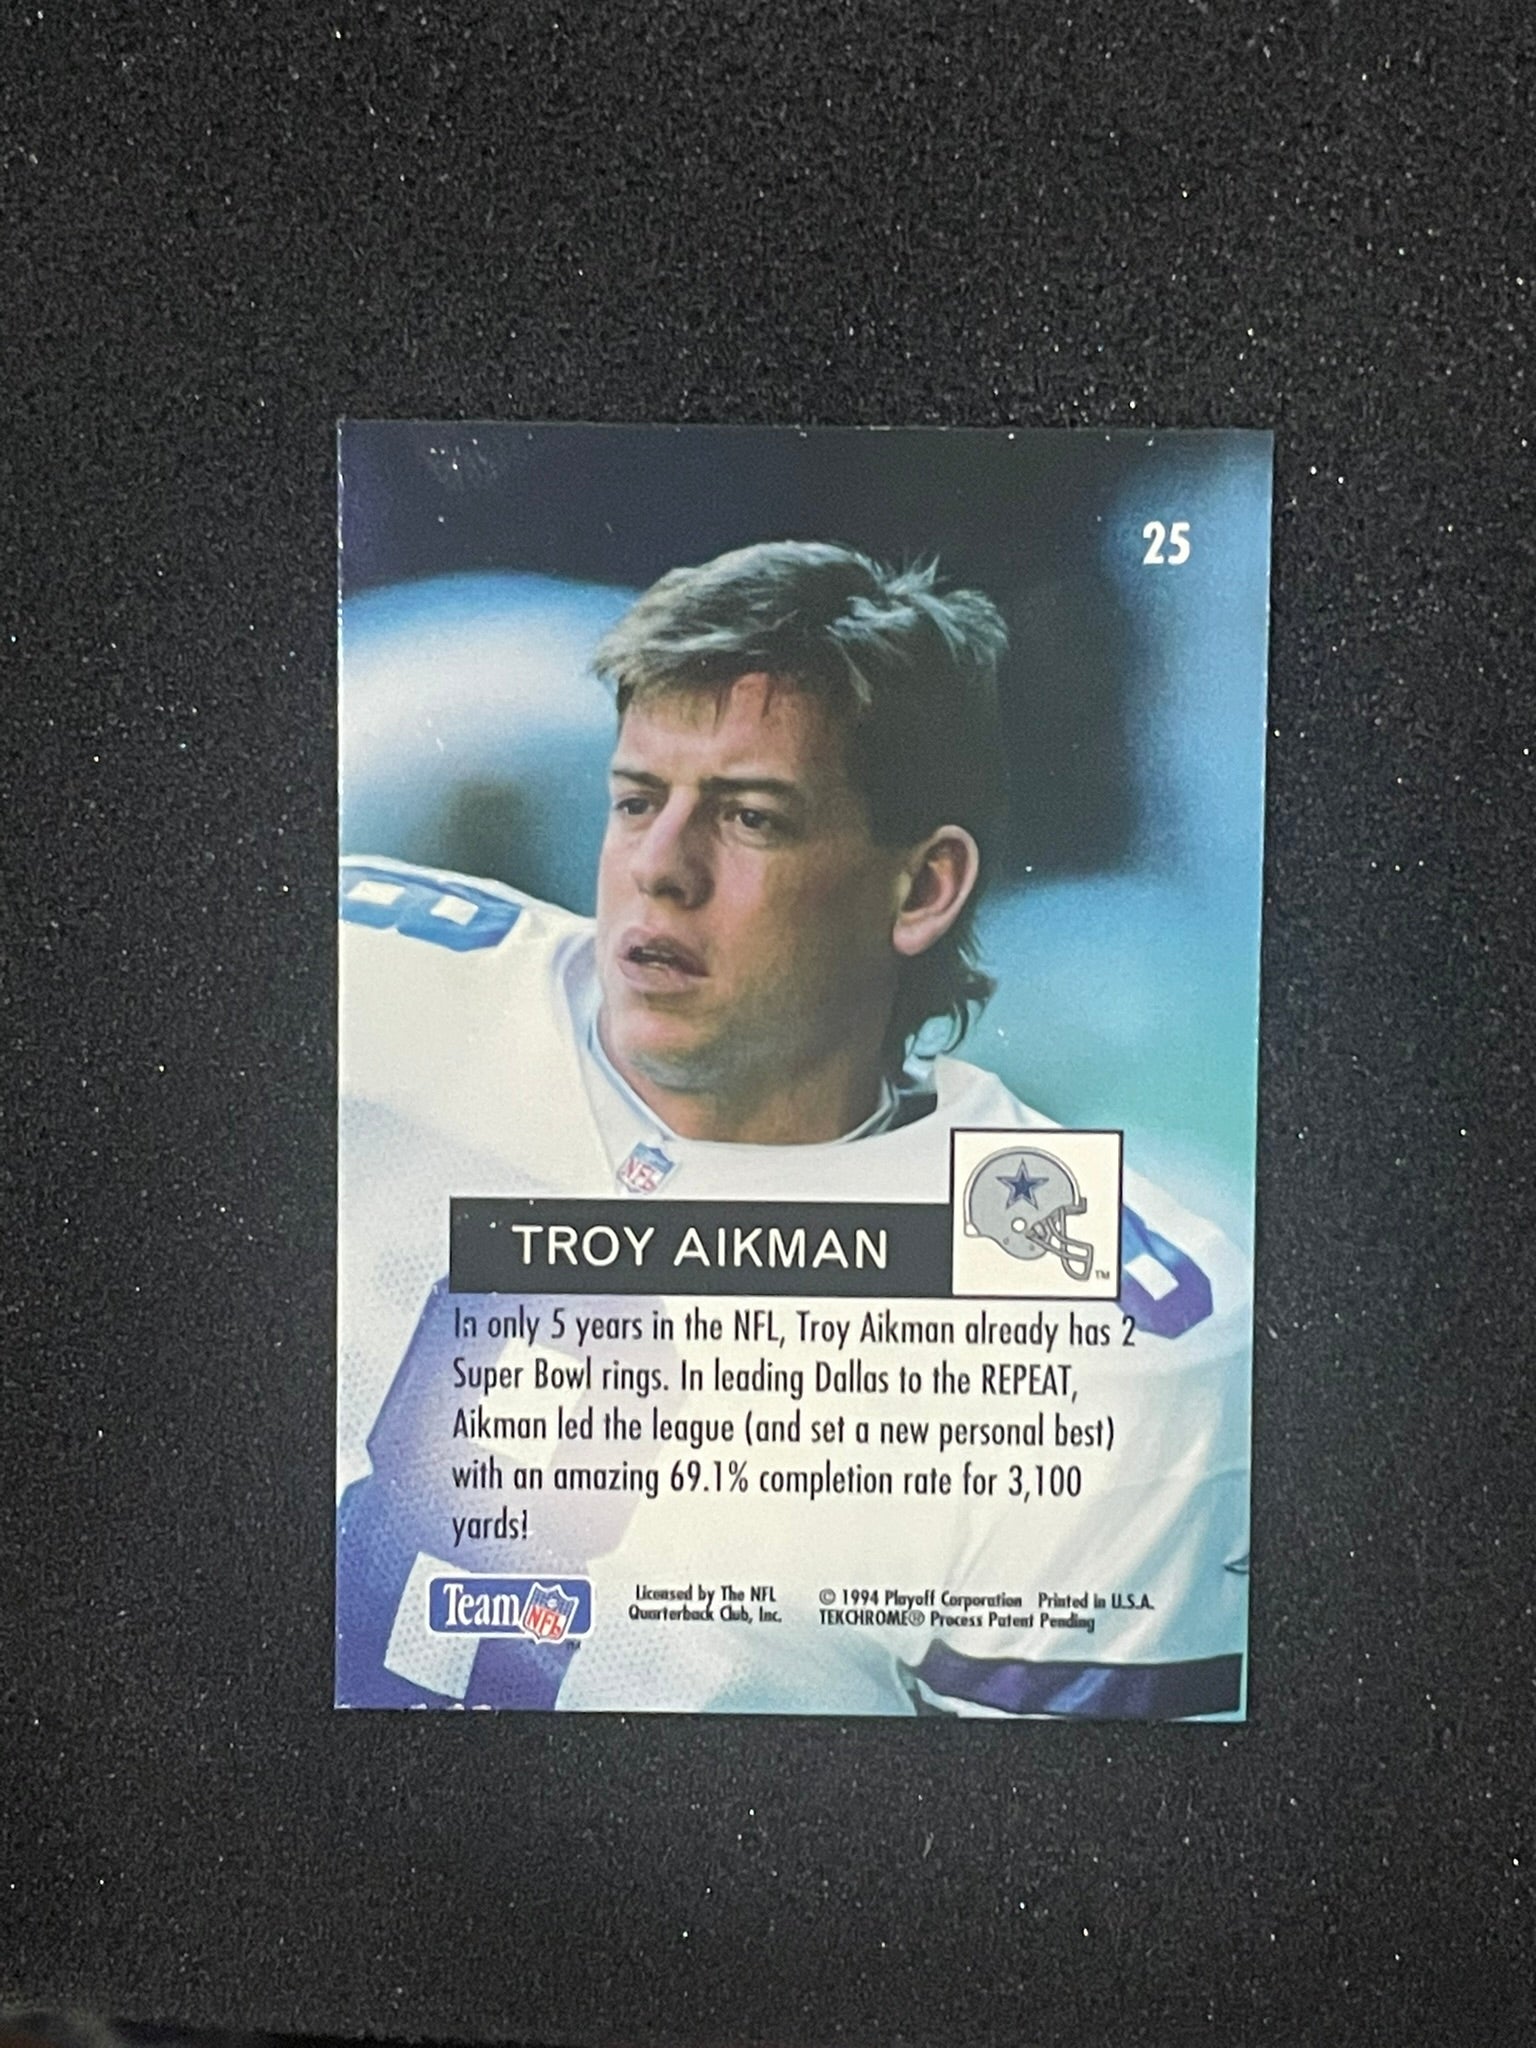 25
NFL
TROY AIKMAN
TM
In only 5 years in the NFL, Troy Aikman already has 2
Super Bowl rings. In leading Dallas to the REPEAT,
Aikman led the league (and set a new personal best)
with an amazing 69.1% completion rate for 3,100
yards!
Team NFL TM
Licensed by The NFL
Quarterback Club, Inc.
© 1994 Playoff Corporation Printed in U.S.A.
TEKCHROME® Process Patent Pending